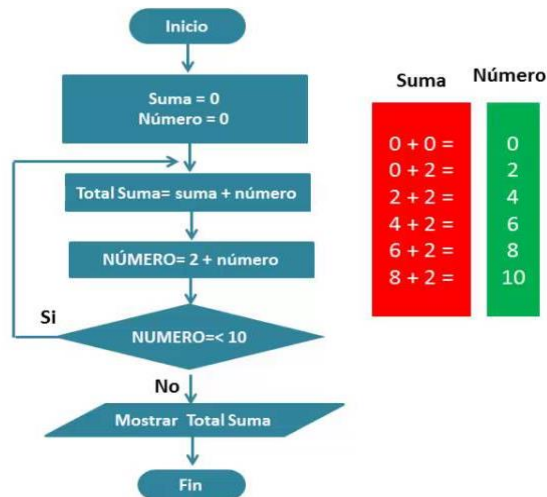 Inicio
Suma = 0
Número = 0
Total Suma= suma + número
NÚMERO= 2 + número
Si
NUMERO=< 10
No
Mostrar Total Suma
Fin
Suma Número
0 + 0 = 0
0 + 2 = 2
2 + 2 = 4
4 + 2 = 6
6 + 2 = 8
8 + 2 = 10